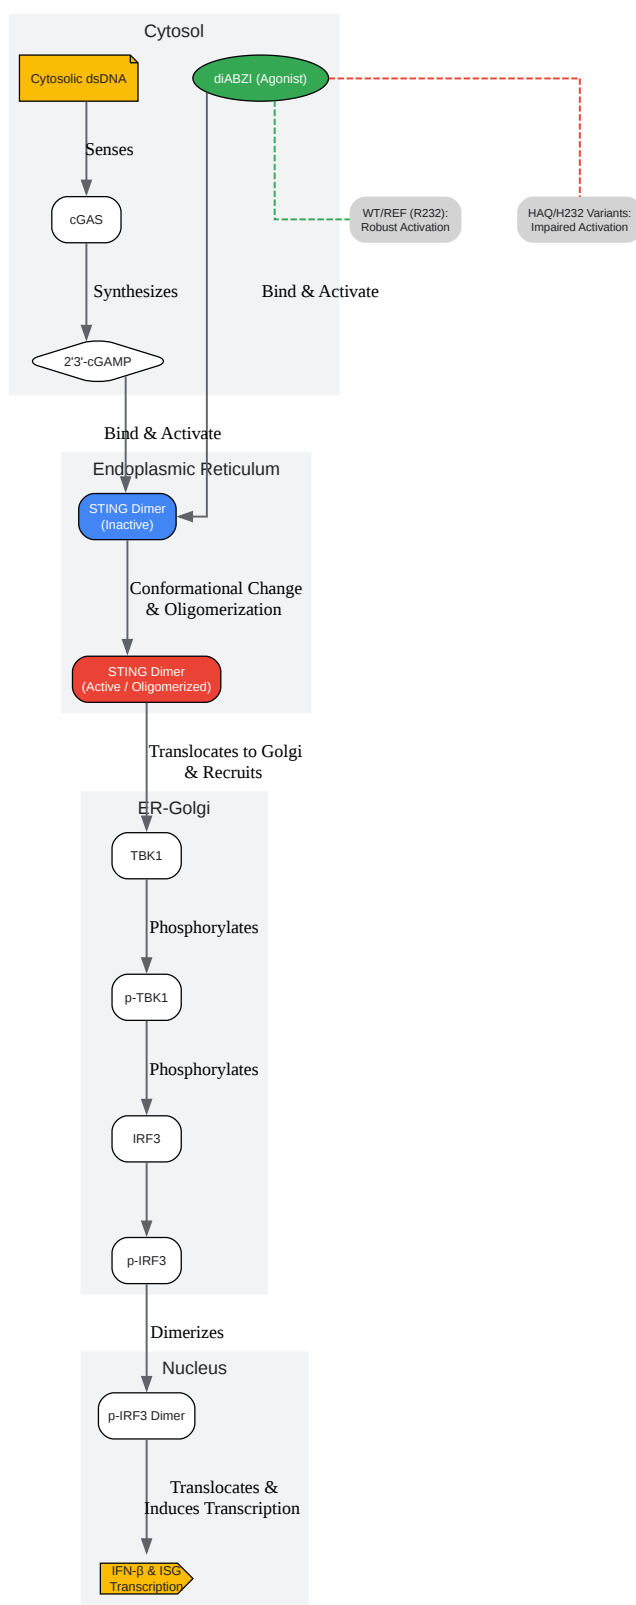 Cytosol
Cytosolic dsDNA
diABZI (Agonist)
Senses
cGAS
WT/REF (R232):
Robust Activation
HAQ/H232 Variants:
Impaired Activation
Synthesizes
Bind & Activate
2'3'-cGAMP
Bind & Activate
Endoplasmic Reticulum
STING Dimer
(Inactive)
Conformational Change
& Oligomerization
STING Dimer
(Active / Oligomerized)
Translocates to Golgi
& Recruits
ER-Golgi
TBK1
Phosphorylates
p-TBK1
Phosphorylates
IRF3
p-IRF3
Dimerizes
Nucleus
p-IRF3 Dimer
Translocates &
Induces Transcription
IFN-β & ISG
Transcription